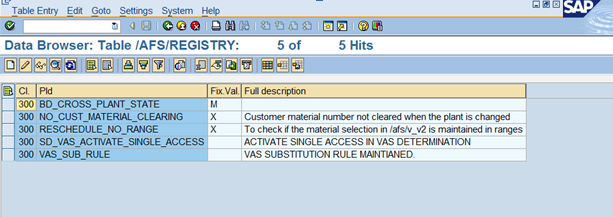 Table Entry Edit Goto Settings System Help
SAP
Data Browser: Table /AFS/REGISTRY: 5 of 5 Hits
Cl. PId Fix.Val. Full description
300 BD_CROSS_PLANT_STATE M
300 NO_CUST_MATERIAL_CLEARING X Customer material number not cleared when the plant is changed
300 RESCHEDULE_NO_RANGE X To check if the material selection in /afs/v_v2 is maintained in ranges
300 SD_VAS_ACTIVATE_SINGLE_ACCESS ACTIVATE SINGLE ACCESS IN VAS DETERMINATION
300 VAS_SUB_RULE VAS SUBSTITUTION RULE MAINTIANED.